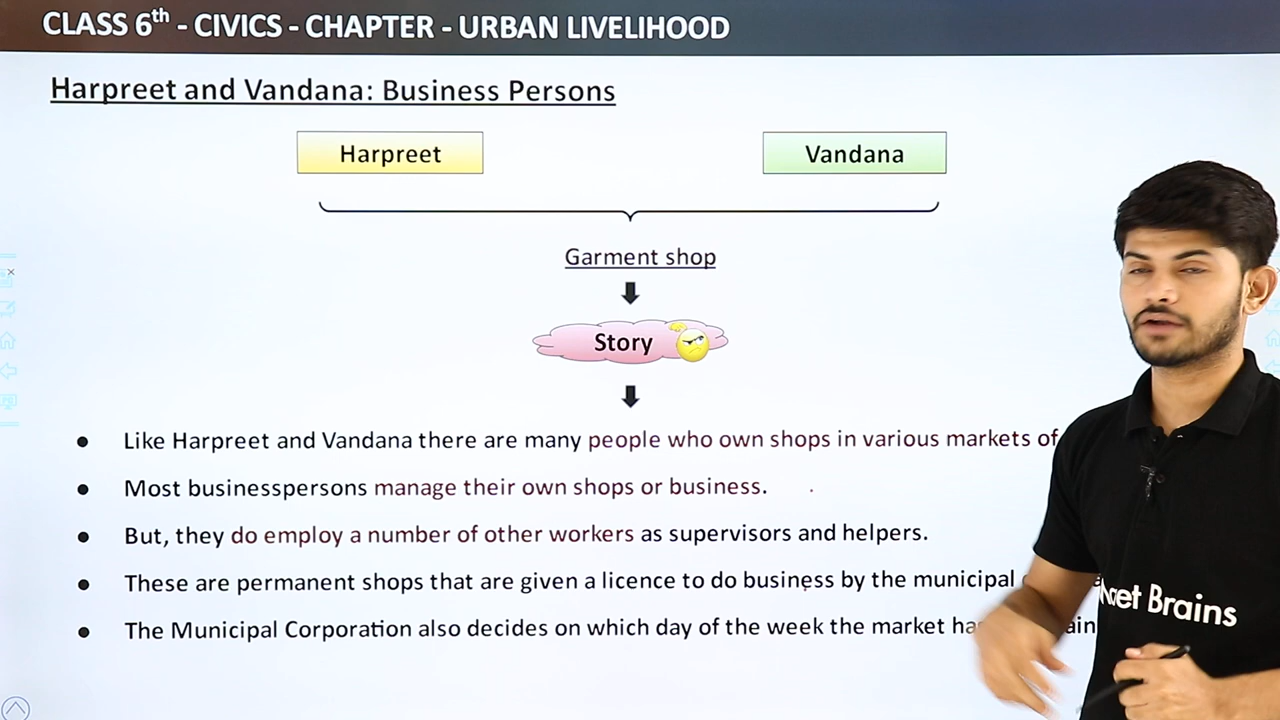 CLASS 6th - CIVICS - CHAPTER - URBAN LIVELIHOOD
Harpreet and Vandana: Business Persons
Harpreet
Vandana
Garment shop
Story
● Like Harpreet and Vandana there are many people who own shops in various markets of
● Most businesspersons manage their own shops or business.
● But, they do employ a number of other workers as supervisors and helpers.
● These are permanent shops that are given a licence to do business by the municipal
● The Municipal Corporation also decides on which day of the week the market
Brains